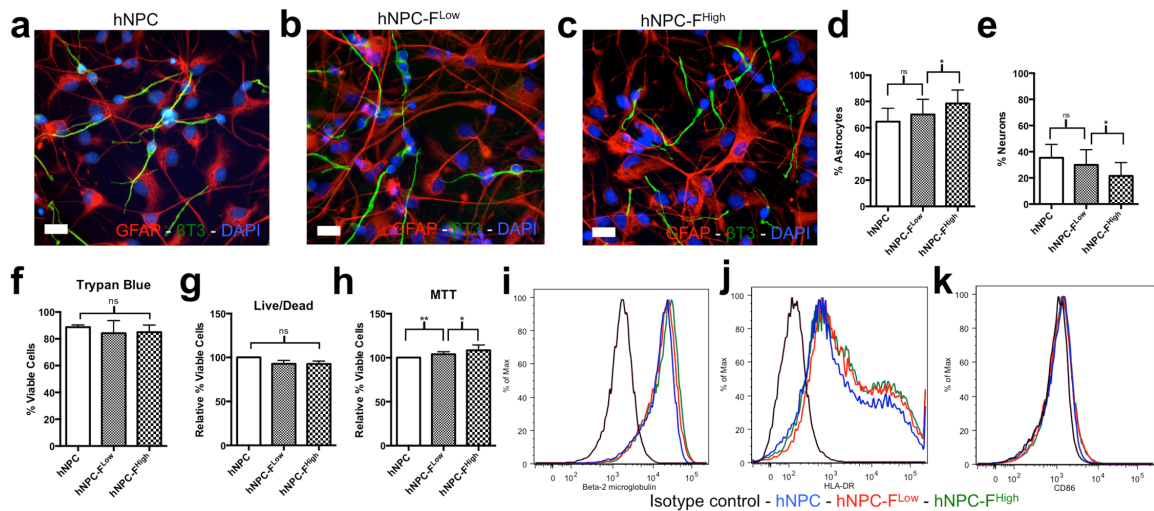 a hNPC
GFAP - βT3 - DAPI
b hNPC-F^Low
GFAP - βT3 - DAPI
c hNPC-F^High
GFAP - βT3 - DAPI
d
% Astrocytes
100
80
60
40
20
0
ns
*
hNPC
hNPC-F^Low
hNPC-F^High
e
% Neurons
100
80
60
40
20
0
ns
*
hNPC
hNPC-F^Low
hNPC-F^High
f Trypan Blue
% Viable Cells
100
80
60
40
20
0
ns
hNPC
hNPC-F^Low
hNPC-F^High
g Live/Dead
Relative % Viable Cells
150
100
50
0
ns
hNPC
hNPC-F^Low
hNPC-F^High
h MTT
Relative % Viable Cells
150
100
50
0
**
*
hNPC
hNPC-F^Low
hNPC-F^High
i
% of Max
100
80
60
40
20
0
0 10^2 10^3 10^4 10^5
Beta-2 microglobulin
j
% of Max
100
80
60
40
20
0
0 10^2 10^3 10^4 10^5
HLA-DR
k
% of Max
100
80
60
40
20
0
0 10^2 10^3 10^4 10^5
CD86
Isotype control - hNPC - hNPC-F^Low - hNPC-F^High